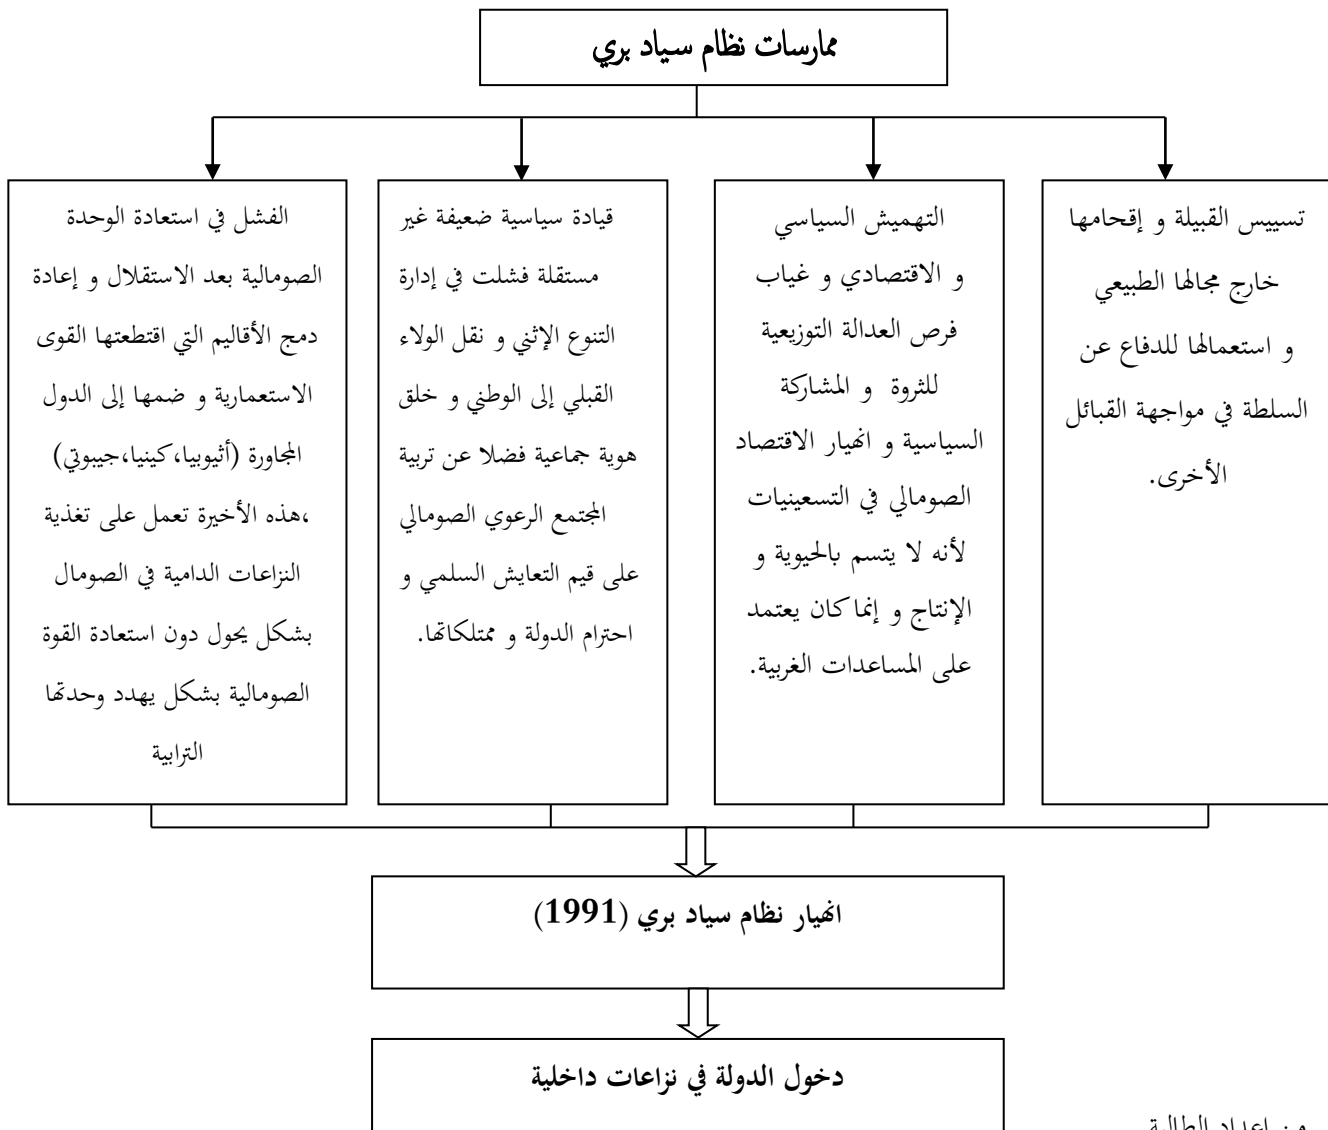 ممارسات نظام سياد بري
تسييس القبيلة و إقحامها
خارج مجالها الطبيعي
و استعمالها للدفاع عن
السلطة في مواجهة القبائل
الأخرى.
التهميش السياسي
و الاقتصادي و غياب
فرص العدالة التوزيعية
للثروة و المشاركة
السياسية و انهيار الاقتصاد
الصومالي في التسعينيات
لأنه لا يتسم بالحيوية و
الإنتاج و إنما كان يعتمد
على المساعدات الغربية.
قيادة سياسية ضعيفة غير
مستقلة فشلت في إدارة
التنوع الإثني و نقل الولاء
القبلي إلى الوطني و خلق
هوية جماعية فضلا عن تربية
المجتمع الرعوي الصومالي
على قيم التعايش السلمي و
احترام الدولة و ممتلكاتها.
الفشل في استعادة الوحدة
الصومالية بعد الاستقلال و إعادة
دمج الأقاليم التي اقتطعتها القوى
الاستعمارية و ضمها إلى الدول
المجاورة (أثيوبيا،كينيا،جيبوتي)
،هذه الأخيرة تعمل على تغذية
النزاعات الدامية في الصومال
بشكل يحول دون استعادة القوة
الصومالية بشكل يهدد وحدتها
الترابية
انهيار نظام سياد بري (1991)
دخول الدولة في نزاعات داخلية
من إعداد الطالبة